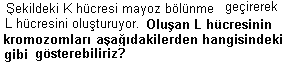 Şekildeki K hücresi mayoz bölünme geçirerek
L hücresini oluşturuyor. Oluşan L hücresinin
kromozomları aşağıdakilerden hangisindeki
gibi gösterebiliriz?